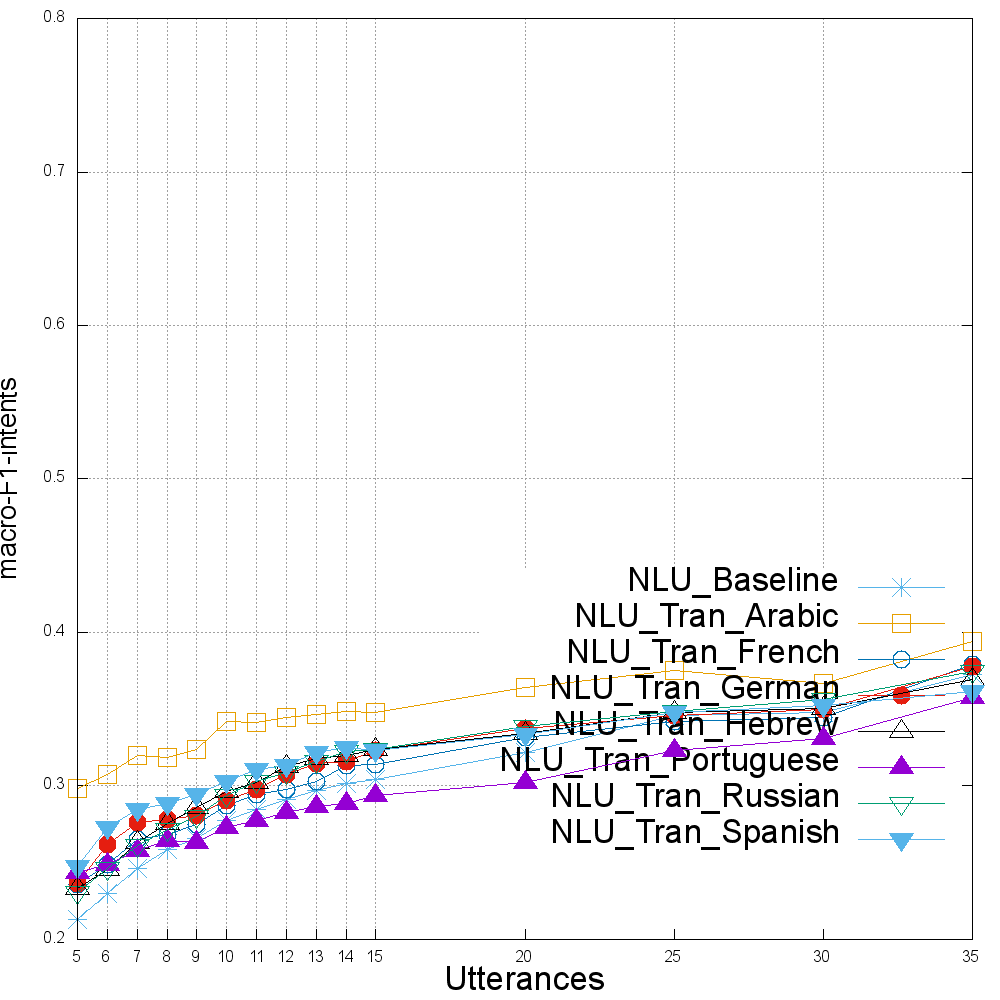 0.8
0.7
0.6
0.5
0.4
0.3
0.2
macro-F1-intents
NLU_Baseline
NLU_Tran_Arabic
NLU_Tran_French
NLU_Tran_German
NLU_Tran_Hebrew
NLU_Tran_Portuguese
NLU_Tran_Russian
NLU_Tran_Spanish
5 6 7 8 9 10 11 12 13 14 15 20 25 30 35
Utterances